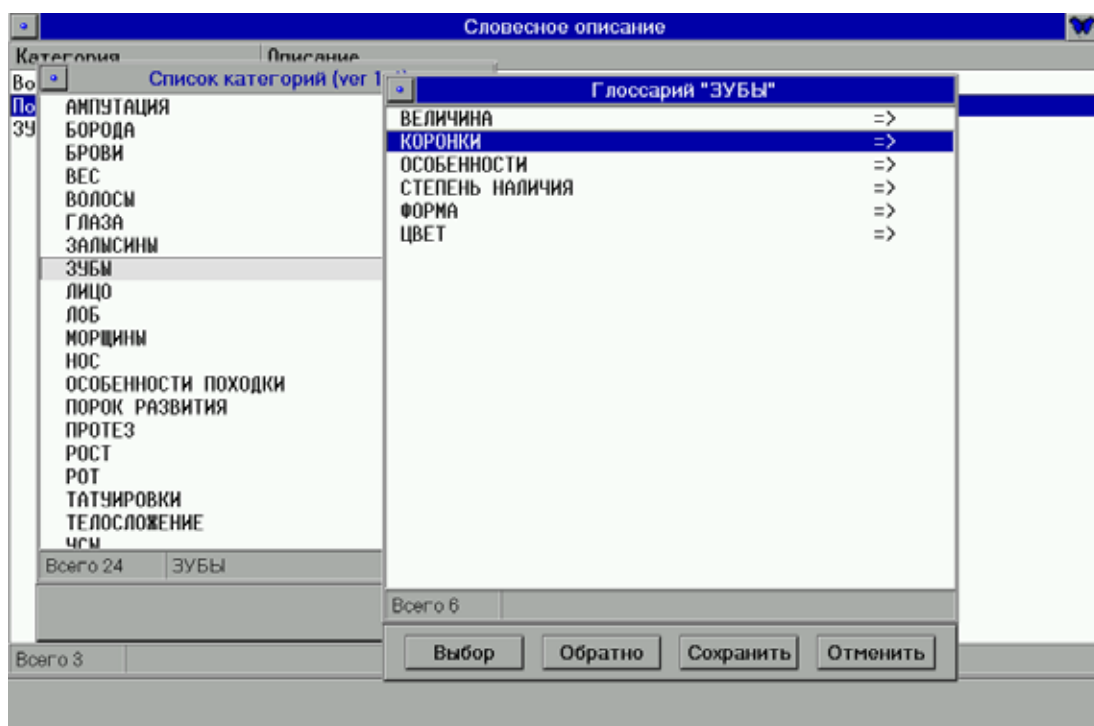 Словесное описание
Категория Описание
Во
По
ЗУ
Список категорий (ver 1
АМПУТАЦИЯ
БОРОДА
БРОВИ
ВЕС
ВОЛОСЫ
ГЛАЗА
ЗАЛЫСИНЫ
ЗУБЫ
ЛИЦО
ЛОБ
МОРЩИНЫ
НОС
ОСОБЕННОСТИ ПОХОДКИ
ПОРОК РАЗВИТИЯ
ПРОТЕЗ
РОСТ
РОТ
ТАТУИРОВКИ
ТЕЛОСЛОЖЕНИЕ
Всего 24 ЗУБЫ
Глоссарий "ЗУБЫ"
ВЕЛИЧИНА =>
КОРОНКИ =>
ОСОБЕННОСТИ =>
СТЕПЕНЬ НАЛИЧИЯ =>
ФОРМА =>
ЦВЕТ =>
Всего 6
Выбор Обратно Сохранить Отменить
Всего 3